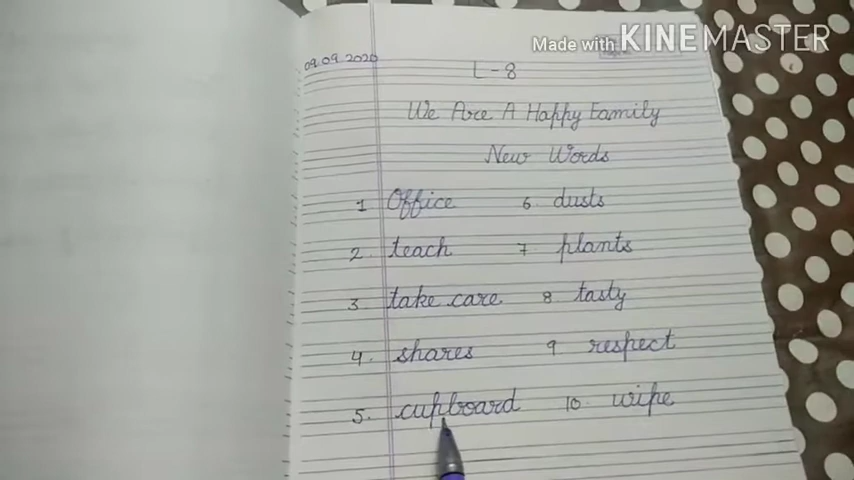 Made with KINEMASTER
09.09.2020
L-8
We Are A Happy Family
New Words
1 Office 6. dusts
2. teach 7 plants
3 take care 8 tasty
4. shares 9 respect
5. cupboard 10. wipe